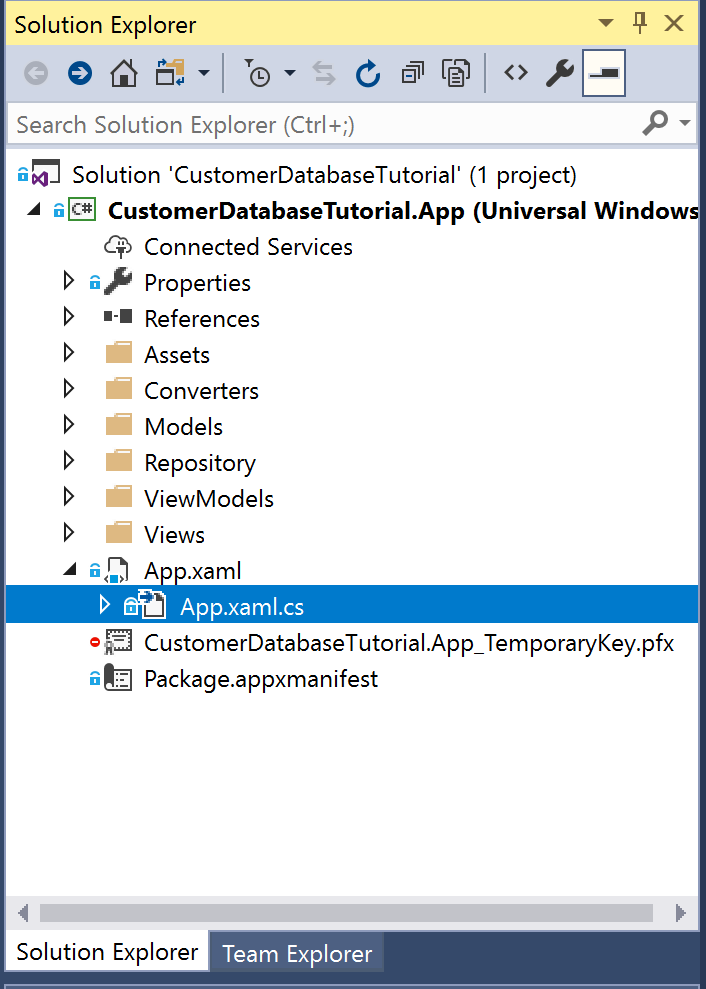 Solution Explorer
Search Solution Explorer (Ctrl+;)
Solution 'CustomerDatabaseTutorial' (1 project)
C# CustomerDatabaseTutorial.App (Universal Windows
Connected Services
Properties
References
Assets
Converters
Models
Repository
ViewModels
Views
App.xaml
App.xaml.cs
CustomerDatabaseTutorial.App_TemporaryKey.pfx
Package.appxmanifest
Solution Explorer Team Explorer